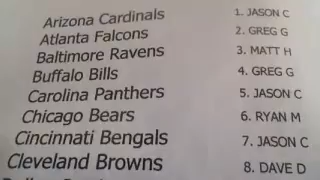 Arizona Cardinals 1. JASON C
Atlanta Falcons 2. GREG G
Baltimore Ravens 3. MATT H
Buffalo Bills 4. GREG G
Carolina Panthers 5. JASON C
Chicago Bears 6. RYAN M
Cincinnati Bengals 7. JASON C
Cleveland Browns 8. DAVE D